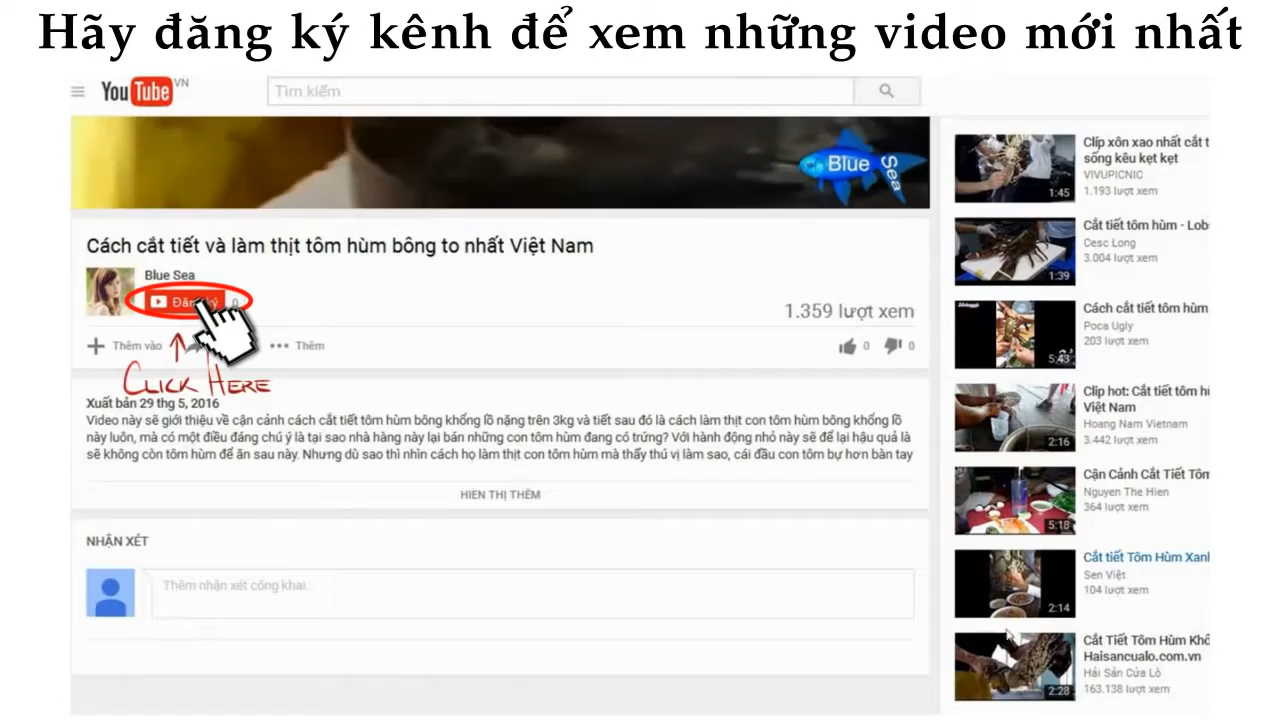 Hãy đăng ký kênh để xem những video mới nhất
YouTube VN
Tìm kiếm
Blue Sea
Cách cắt tiết và làm thịt tôm hùm bông to nhất Việt Nam
Blue Sea
1.359 lượt xem
Thêm vào
Thêm
0
0
CLICK HERE
Xuất bản 29 thg 5, 2016
Video này sẽ giới thiệu về cận cảnh cách cắt tiết tôm hùm bông khổng lồ nặng trên 3kg và tiết sau đó là cách làm thịt con tôm hùm bông khổng lồ
này luôn, mà có một điều đáng chú ý là tại sao nhà hàng này lại bán những con tôm hùm đang có trứng? Với hành động nhỏ này sẽ để lại hậu quả là
sẽ không còn tôm hùm để ăn sau này. Nhưng dù sao thì nhìn cách họ làm thịt con tôm hùm mà thấy thú vị làm sao, cái đầu con tôm bự hơn bàn tay
HIỂN THỊ THÊM
NHẬN XÉT
Thêm nhận xét công khai...
Clíp xôn xao nhất cắt t
sống kêu kẹt kẹt
VIVUPICNIC
1.193 lượt xem
1:45
Cắt tiết tôm hùm - Lob
Cesc Long
3.004 lượt xem
1:39
Cách cắt tiết tôm hùm
Poca Ugly
203 lượt xem
5:43
Clip hot: Cắt tiết tôm hù
Việt Nam
Hoang Nam Vietnam
3.442 lượt xem
2:16
Cận Cảnh Cắt Tiết Tôm
Nguyen The Hien
364 lượt xem
5:18
Cắt tiết Tôm Hùm Xanh
Sen Việt
104 lượt xem
2:14
Cắt Tiết Tôm Hùm Khổ
Haisancualo.com.vn
Hải Sản Cửa Lò
163.138 lượt xem
2:28